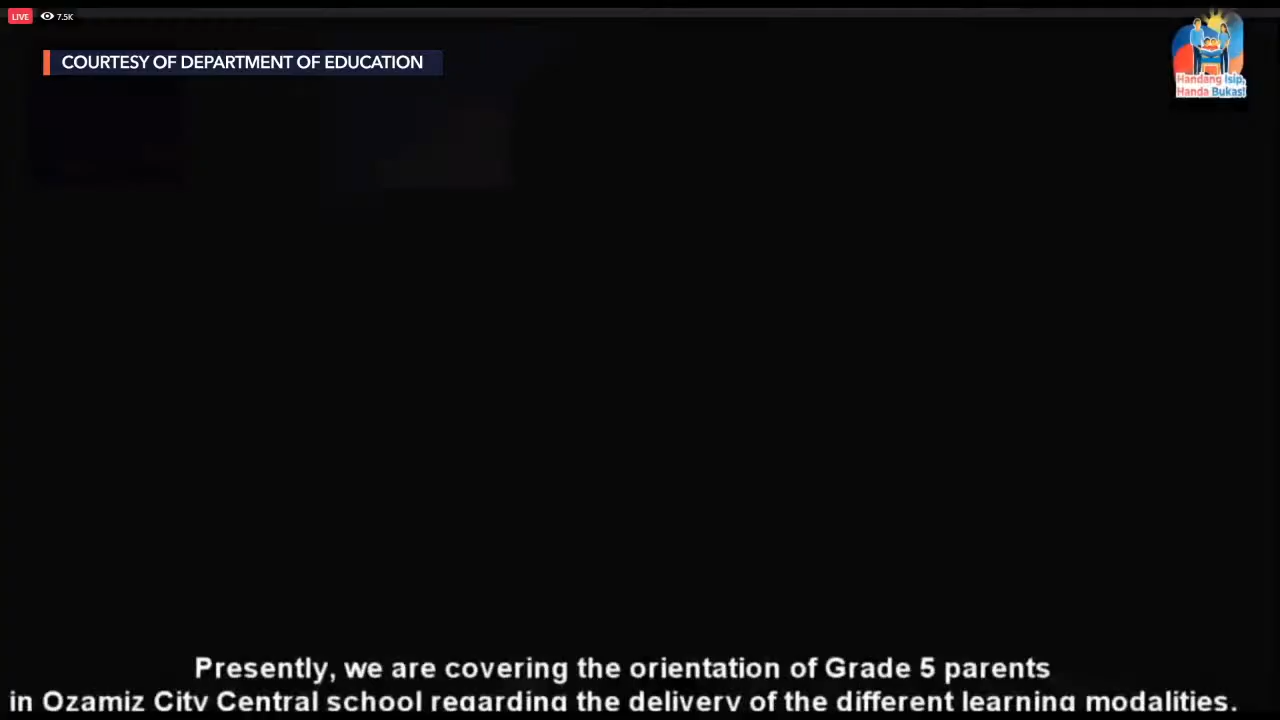 LIVE 7.5K
COURTESY OF DEPARTMENT OF EDUCATION
Handang Isip,
Handa Bukas!
Presently, we are covering the orientation of Grade 5 parents
in Ozamiz City Central school regarding the delivery of the different learning modalities.